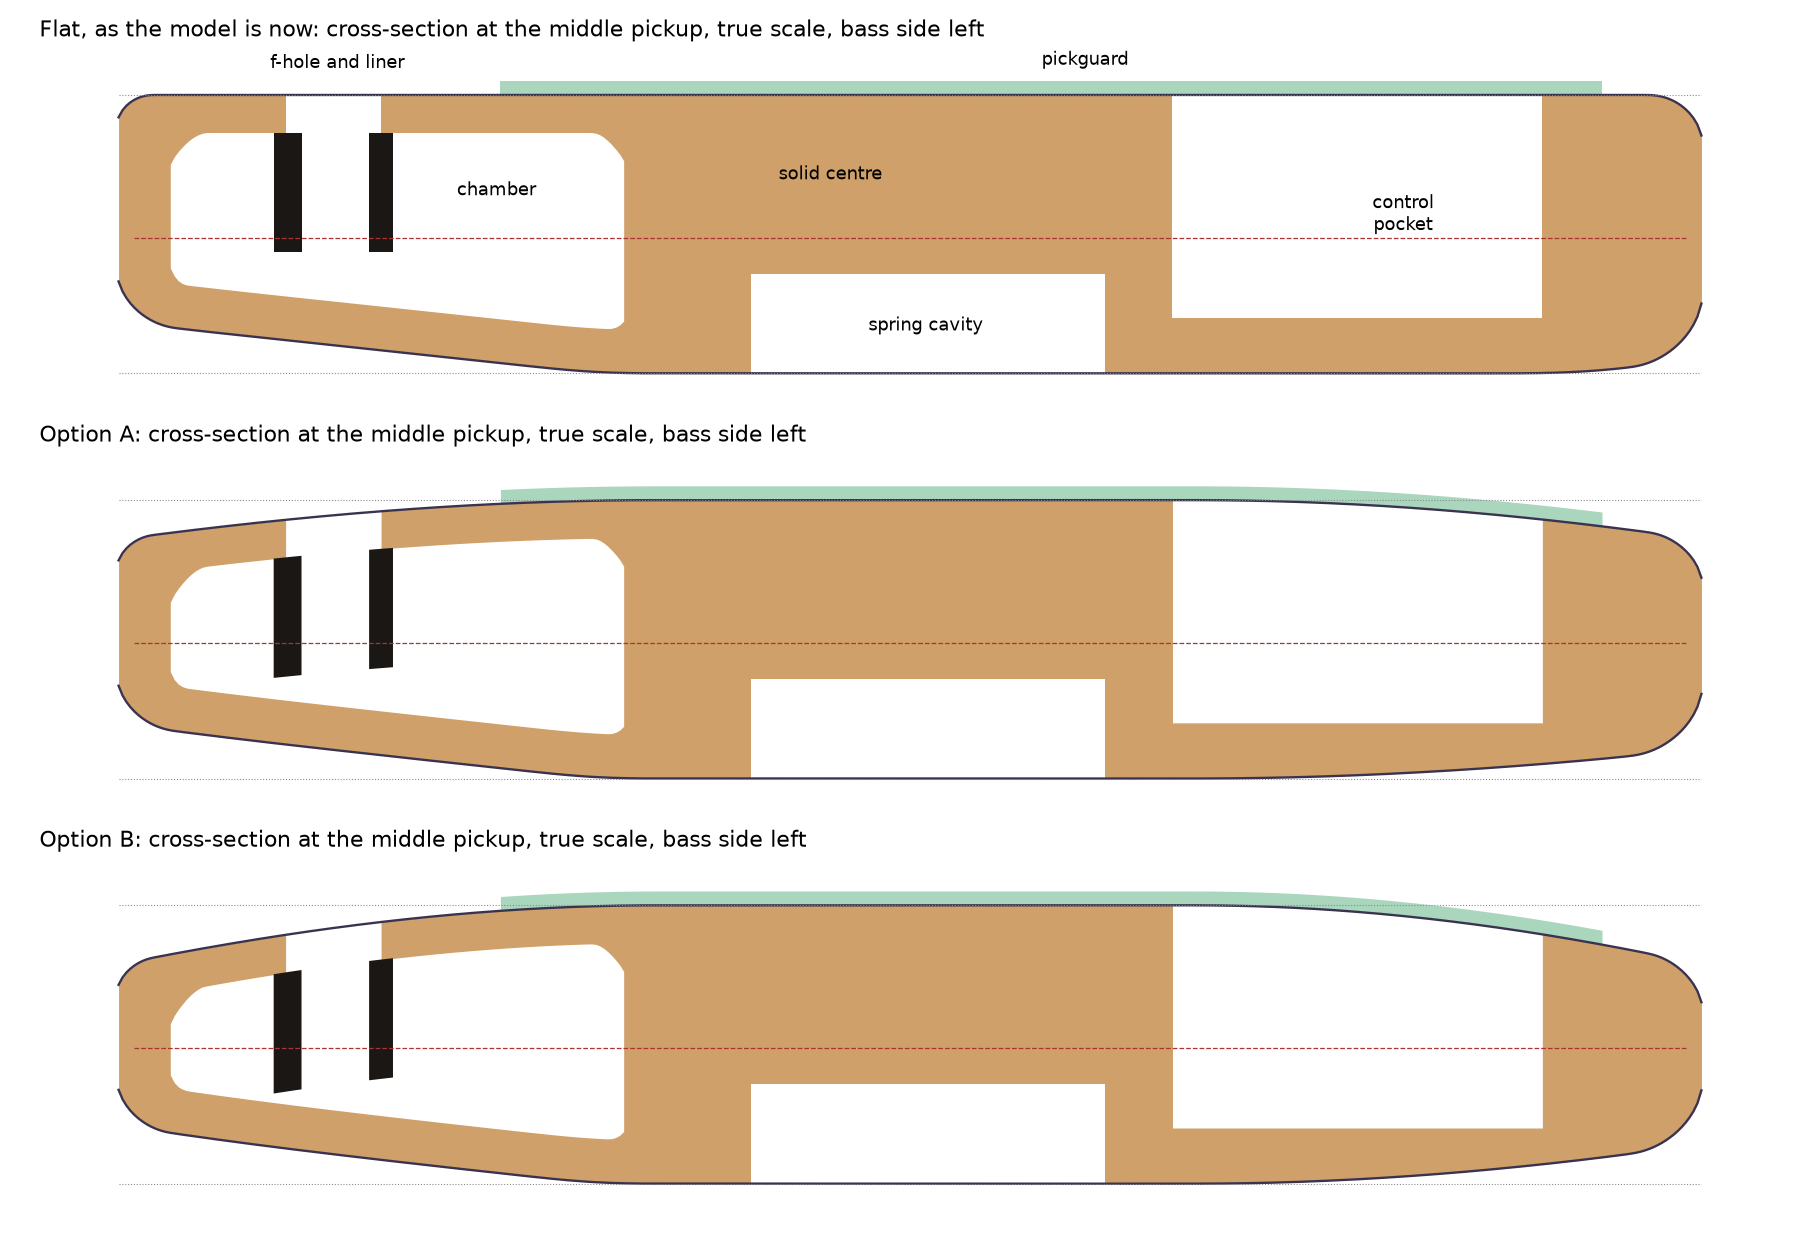 Flat, as the model is now: cross-section at the middle pickup, true scale, bass side left
f-hole and liner
pickguard
solid centre
chamber
control
pocket
spring cavity
Option A: cross-section at the middle pickup, true scale, bass side left
Option B: cross-section at the middle pickup, true scale, bass side left